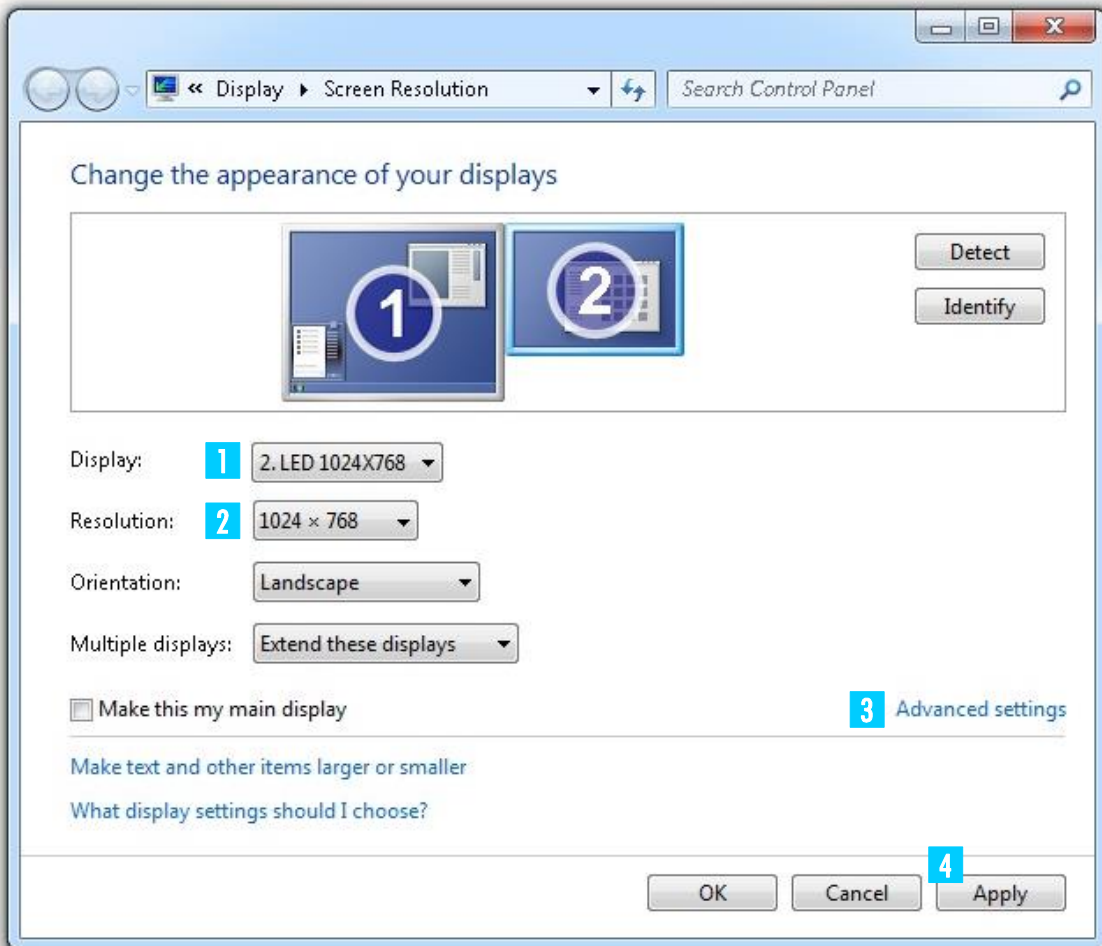 « Display ▸ Screen Resolution
Search Control Panel
Change the appearance of your displays
1
2
Detect
Identify
Display: 1 2. LED 1024X768
Resolution: 2 1024 × 768
Orientation: Landscape
Multiple displays: Extend these displays
Make this my main display
3 Advanced settings
Make text and other items larger or smaller
What display settings should I choose?
4
OK Cancel Apply